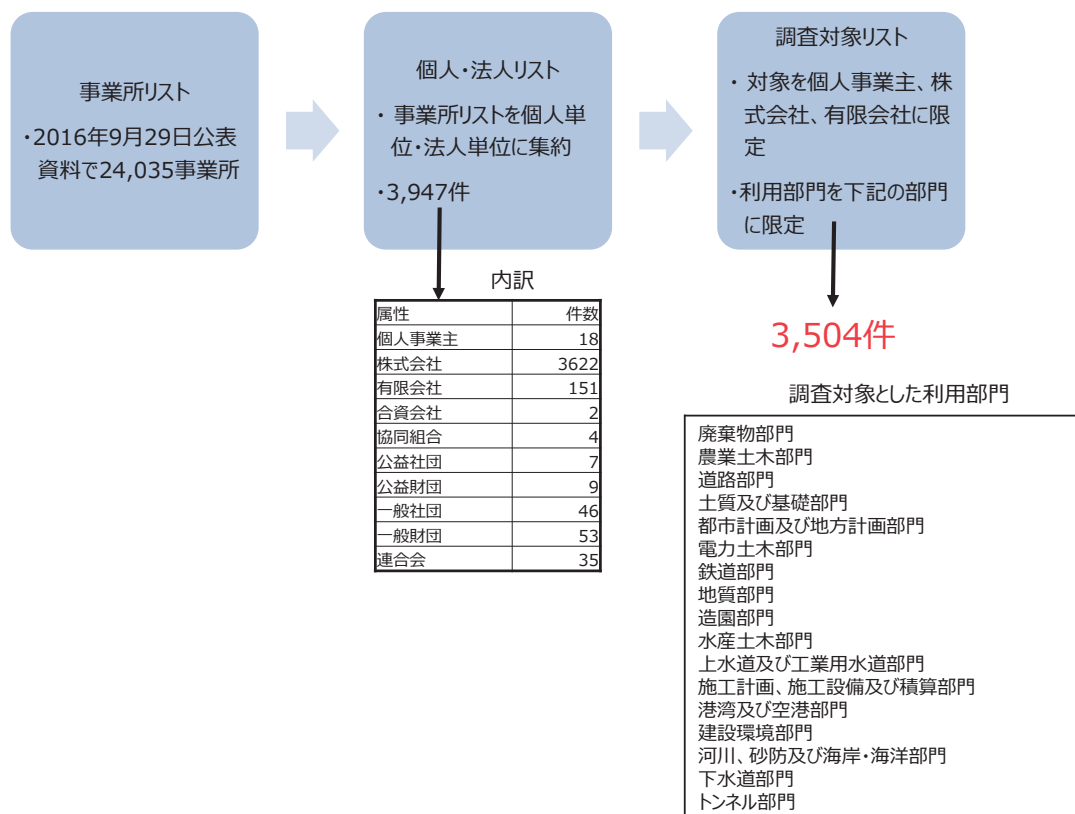 事業所リスト
・2016年9月29日公表
資料で24,035事業所
個人・法人リスト
・ 事業所リストを個人単
位・法人単位に集約
・3,947件
調査対象リスト
・ 対象を個人事業主、株
式会社、有限会社に限
定
・利用部門を下記の部門
に限定
内訳
属性 件数
個人事業主 18
株式会社 3622
有限会社 151
合資会社 2
協同組合 4
公益社団 7
公益財団 9
一般社団 46
一般財団 53
連合会 35
3,504件
調査対象とした利用部門
廃棄物部門
農業土木部門
道路部門
土質及び基礎部門
都市計画及び地方計画部門
電力土木部門
鉄道部門
地質部門
造園部門
水産土木部門
上水道及び工業用水道部門
施工計画、施工設備及び積算部門
港湾及び空港部門
建設環境部門
河川、砂防及び海岸・海洋部門
下水道部門
トンネル部門